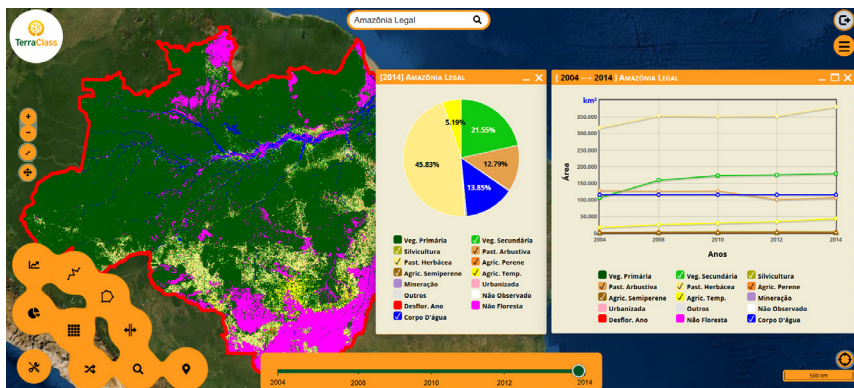 TerraClass
Amazônia Legal
[2014] Amazônia Legal
5.19%
21.55%
45.83%
12.79%
13.85%
Veg. Primária
Veg. Secundária
Silvicultura
Past. Arbustiva
Past. Herbácea
Agric. Perene
Agric. Semiperene
Agric. Temp.
Mineração
Urbanizada
Outros
Não Observado
Desflor. Ano
Não Floresta
Corpo D'água
[ 2004 ↔ 2014 ] Amazônia Legal
km²
350.000
300.000
250.000
200.000
150.000
100.000
50.000
0
Área
2004
2008
2010
2012
2014
Anos
Veg. Primária
Veg. Secundária
Silvicultura
Past. Arbustiva
Past. Herbácea
Agric. Perene
Agric. Semiperene
Agric. Temp.
Mineração
Urbanizada
Outros
Não Observado
Desflor. Ano
Não Floresta
Corpo D'água
2004
2008
2010
2012
2014
500 km